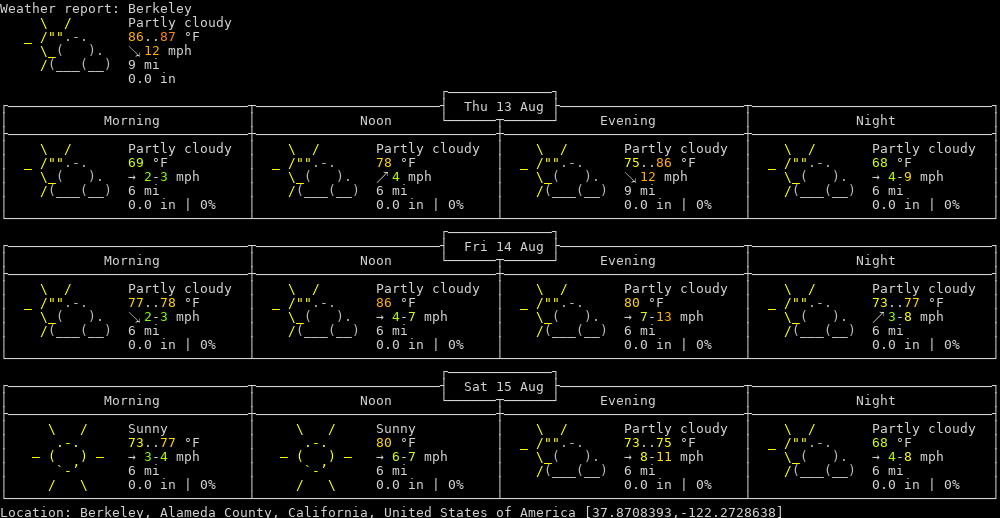 Weather report: Berkeley
Partly cloudy
86..87 °F
↘ 12 mph
9 mi
0.0 in
Thu 13 Aug
Morning Noon Evening Night
Partly cloudy Partly cloudy Partly cloudy Partly cloudy
69 °F 78 °F 75..86 °F 68 °F
→ 2-3 mph ↗ 4 mph ↘ 12 mph → 4-9 mph
6 mi 6 mi 9 mi 6 mi
0.0 in | 0% 0.0 in | 0% 0.0 in | 0% 0.0 in | 0%
Fri 14 Aug
Morning Noon Evening Night
Partly cloudy Partly cloudy Partly cloudy Partly cloudy
77..78 °F 86 °F 80 °F 73..77 °F
↘ 2-3 mph → 4-7 mph → 7-13 mph ↗ 3-8 mph
6 mi 6 mi 6 mi 6 mi
0.0 in | 0% 0.0 in | 0% 0.0 in | 0% 0.0 in | 0%
Sat 15 Aug
Morning Noon Evening Night
Sunny Sunny Partly cloudy Partly cloudy
73..77 °F 80 °F 73..75 °F 68 °F
→ 3-4 mph → 6-7 mph → 8-11 mph → 4-8 mph
6 mi 6 mi 6 mi 6 mi
0.0 in | 0% 0.0 in | 0% 0.0 in | 0% 0.0 in | 0%
Location: Berkeley, Alameda County, California, United States of America [37.8708393,-122.2728638]